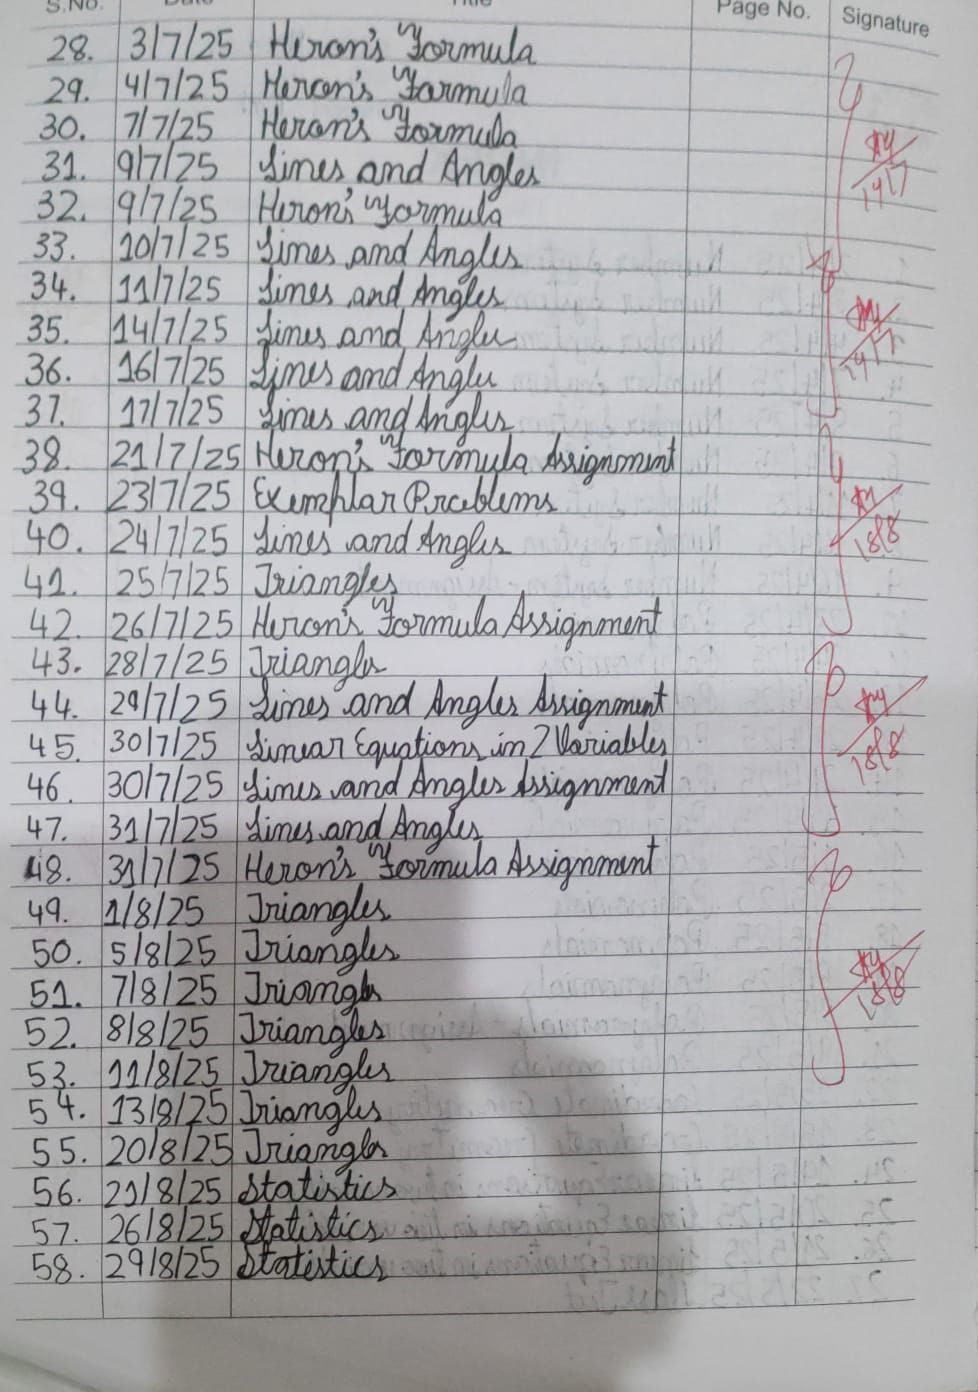 S.No. Date Title Page No. Signature
28. 3/7/25 Heron's Formula
29. 4/7/25 Heron's Formula
30. 7/7/25 Heron's Formula
31. 9/7/25 Lines and Angles
32. 9/7/25 Heron's Formula
33. 10/7/25 Lines and Angles
34. 11/7/25 Lines and Angles
35. 14/7/25 Lines and Angles
36. 16/7/25 Lines and Angles
37. 17/7/25 Lines and Angles
38. 21/7/25 Heron's Formula Assignment
39. 23/7/25 Exemplar Problems
40. 24/7/25 Lines and Angles
41. 25/7/25 Triangles
42. 26/7/25 Heron's Formula Assignment
43. 28/7/25 Triangles
44. 29/7/25 Lines and Angles Assignment
45. 30/7/25 Linear Equations in 2 Variables
46. 30/7/25 Lines and Angles Assignment
47. 31/7/25 Lines and Angles
48. 31/7/25 Heron's Formula Assignment
49. 1/8/25 Triangles
50. 5/8/25 Triangles
51. 7/8/25 Triangles
52. 8/8/25 Triangles
53. 11/8/25 Triangles
54. 13/8/25 Triangles
55. 20/8/25 Triangles
56. 21/8/25 Statistics
57. 26/8/25 Statistics
58. 29/8/25 Statistics